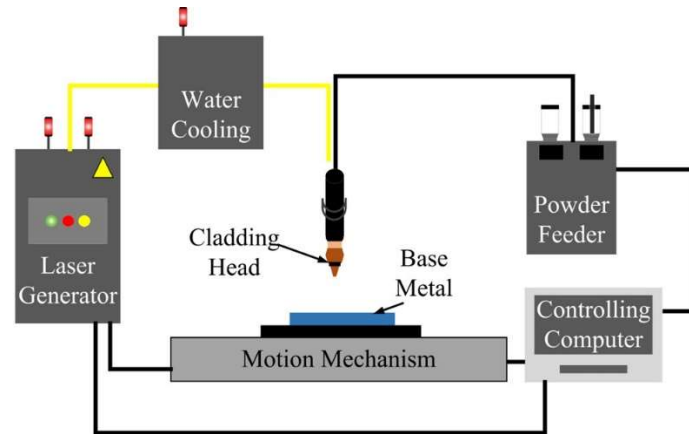 Water
Cooling
Powder
Feeder
Laser
Generator
Cladding
Head
Base
Metal
Controlling
Computer
Motion Mechanism